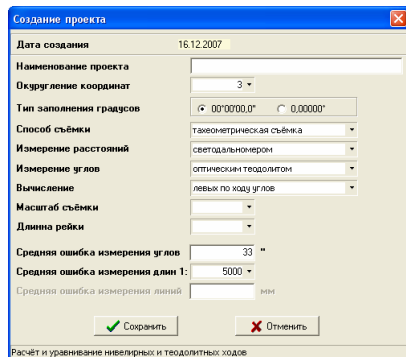 Создание проекта
Дата создания 16.12.2007
Наименование проекта
Окуругление координат 3
Тип заполнения градусов 00°00'00,0" 0,00000°
Способ съёмки тахеометрическая съёмка
Измерение расстояний светодальномером
Измерение углов оптическим теодолитом
Вычисление левых по ходу углов
Масштаб съёмки
Длинна рейки
Средняя ошибка измерения углов 33 "
Средняя ошибка измерения длин 1: 5000
Средняя ошибка измерения линий мм
Сохранить Отменить
Расчёт и уравнивание нивелирных и теодолитных ходов